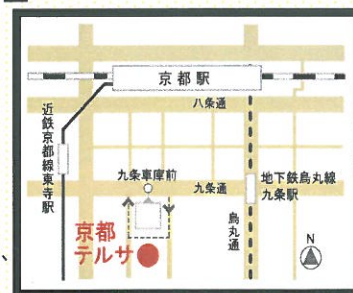 京都駅
八条通
近鉄京都線東寺駅
九条車庫前
九条通
地下鉄烏丸線
九条駅
烏丸通
京都
テルサ
N
、